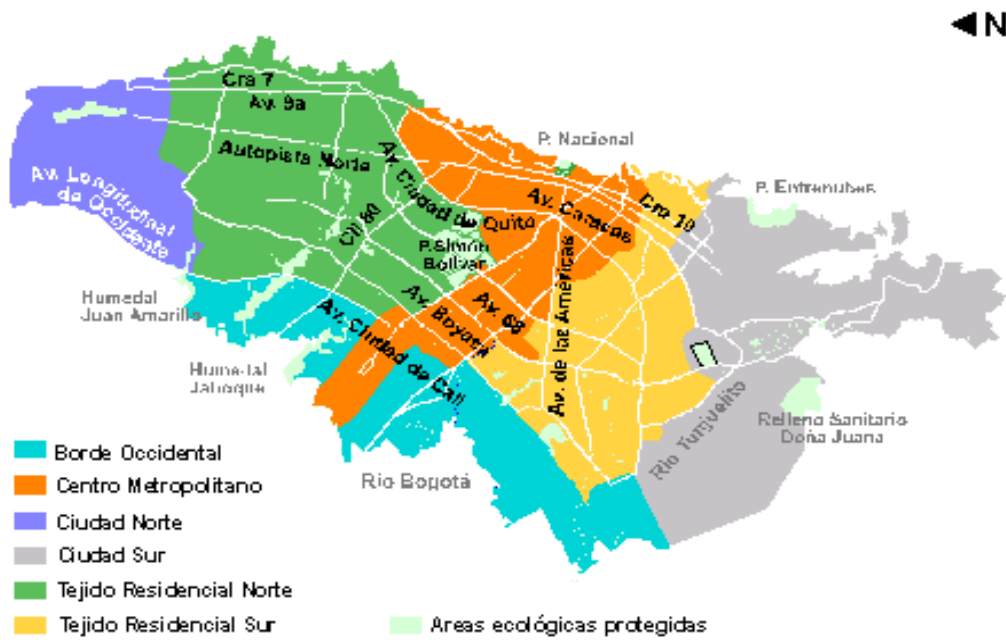 N
Cra 7
Av. 9a
P. Nacional
Autopista Norte
Av. Ciudad de Quito
P. Entrenubes
Av. Longitudinal
de Occidente
Av. Caracas
Cra 10
Cll 80
P. Simón
Bolívar
Av. de las Américas
Humedal
Juan Amarillo
Av. Boyacá
Av. 68
Av. Ciudad de Cali
Humedal
Jaboque
Río Tunjuelito
Relleno Sanitario
Doña Juana
Río Bogotá
Borde Occidental
Centro Metropolitano
Ciudad Norte
Ciudad Sur
Tejido Residencial Norte
Tejido Residencial Sur
Areas ecológicas protegidas